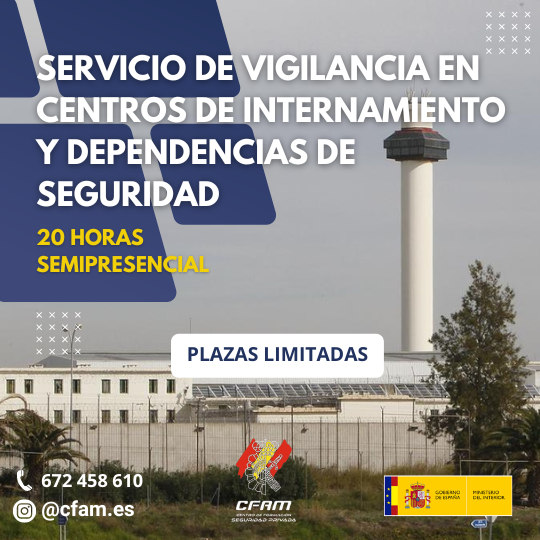 SERVICIO DE VIGILANCIA EN
CENTROS DE INTERNAMIENTO
Y DEPENDENCIAS DE
SEGURIDAD
20 HORAS
SEMIPRESENCIAL
PLAZAS LIMITADAS
672 458 610
@cfam.es
CFAM
CENTRO DE FORMACIÓN
SEGURIDAD PRIVADA
GOBIERNO
DE ESPAÑA
MINISTERIO
DEL INTERIOR